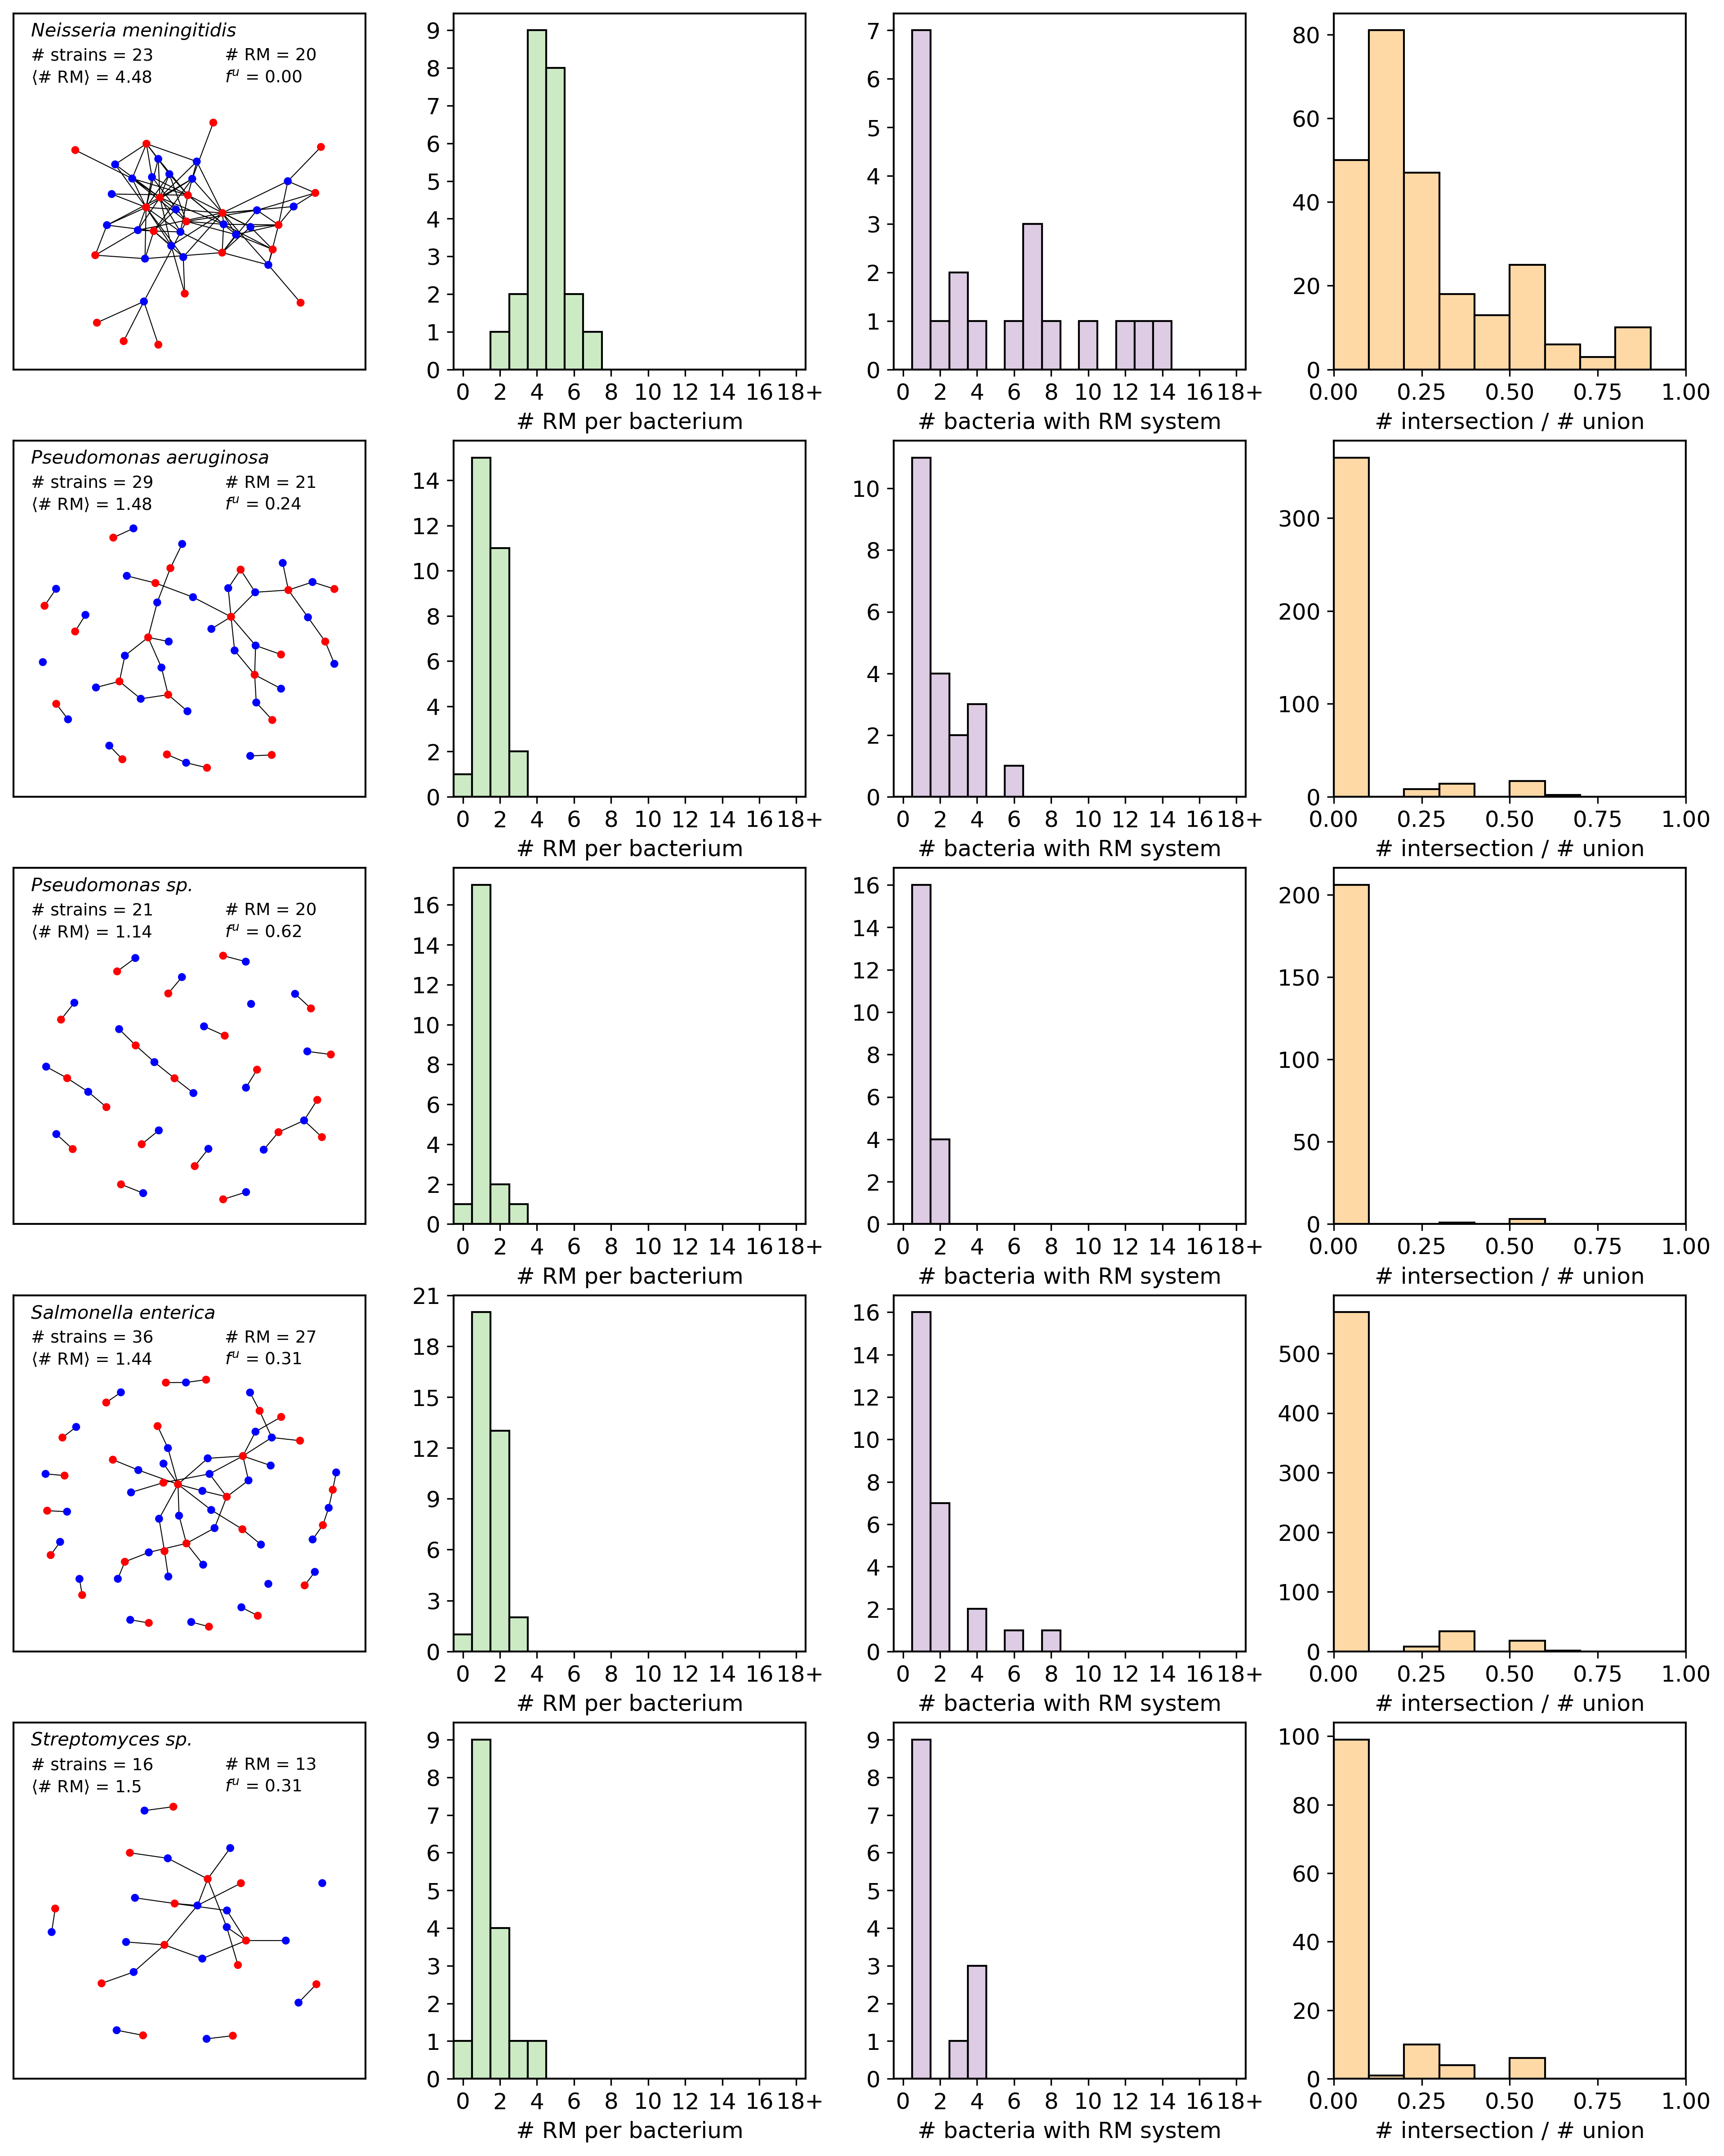 Neisseria meningitidis
# strains = 23 # RM = 20
⟨# RM⟩ = 4.48 fᵘ = 0.00
9
8
7
6
5
4
3
2
1
0
0 2 4 6 8 10 12 14 16 18+
# RM per bacterium
7
6
5
4
3
2
1
0
0 2 4 6 8 10 12 14 16 18+
# bacteria with RM system
80
60
40
20
0
0.00 0.25 0.50 0.75 1.00
# intersection / # union
Pseudomonas aeruginosa
# strains = 29 # RM = 21
⟨# RM⟩ = 1.48 fᵘ = 0.24
14
12
10
8
6
4
2
0
0 2 4 6 8 10 12 14 16 18+
# RM per bacterium
10
8
6
4
2
0
0 2 4 6 8 10 12 14 16 18+
# bacteria with RM system
300
200
100
0
0.00 0.25 0.50 0.75 1.00
# intersection / # union
Pseudomonas sp.
# strains = 21 # RM = 20
⟨# RM⟩ = 1.14 fᵘ = 0.62
16
14
12
10
8
6
4
2
0
0 2 4 6 8 10 12 14 16 18+
# RM per bacterium
16
14
12
10
8
6
4
2
0
0 2 4 6 8 10 12 14 16 18+
# bacteria with RM system
200
150
100
50
0
0.00 0.25 0.50 0.75 1.00
# intersection / # union
Salmonella enterica
# strains = 36 # RM = 27
⟨# RM⟩ = 1.44 fᵘ = 0.31
21
18
15
12
9
6
3
0
0 2 4 6 8 10 12 14 16 18+
# RM per bacterium
16
14
12
10
8
6
4
2
0
0 2 4 6 8 10 12 14 16 18+
# bacteria with RM system
500
400
300
200
100
0
0.00 0.25 0.50 0.75 1.00
# intersection / # union
Streptomyces sp.
# strains = 16 # RM = 13
⟨# RM⟩ = 1.5 fᵘ = 0.31
9
8
7
6
5
4
3
2
1
0
0 2 4 6 8 10 12 14 16 18+
# RM per bacterium
9
8
7
6
5
4
3
2
1
0
0 2 4 6 8 10 12 14 16 18+
# bacteria with RM system
100
80
60
40
20
0
0.00 0.25 0.50 0.75 1.00
# intersection / # union